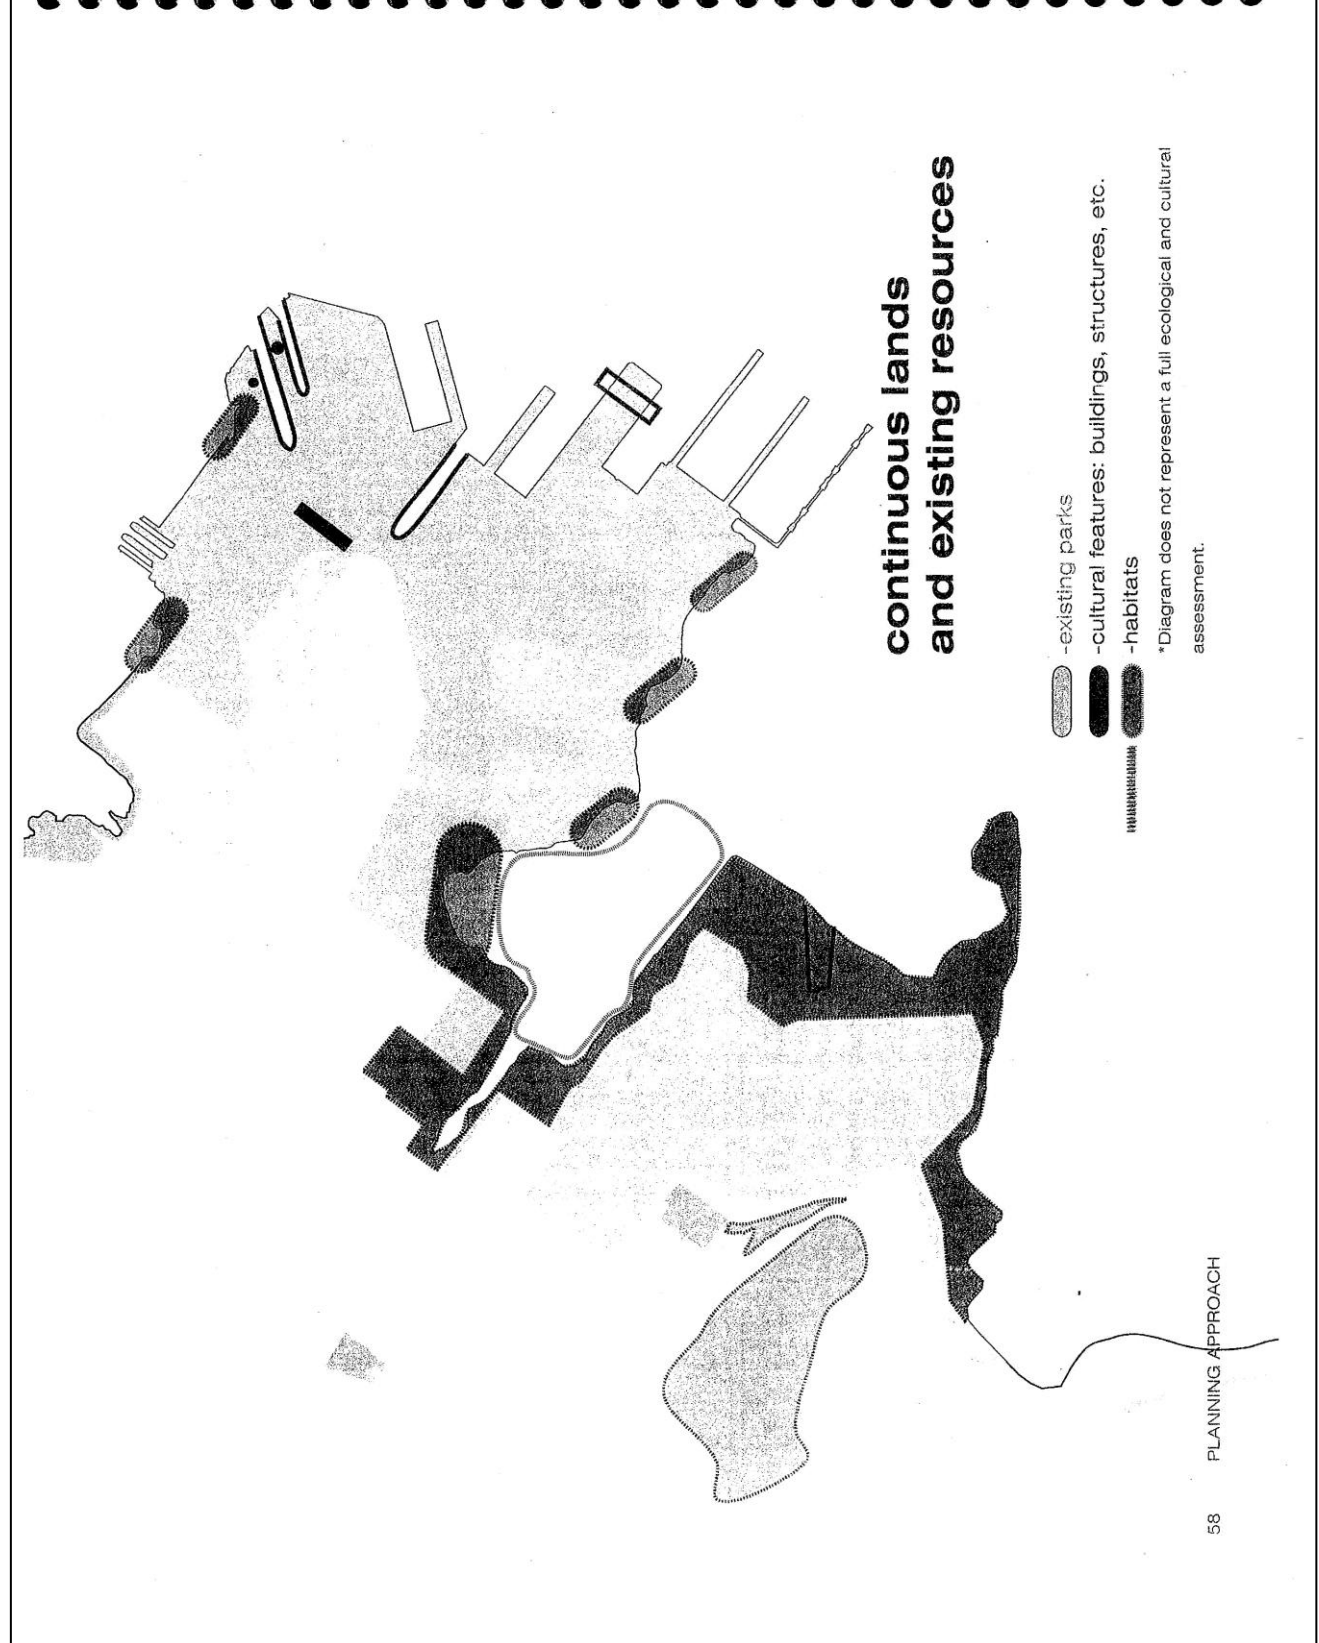 continuous lands
and existing resources
-existing parks
-cultural features: buildings, structures, etc.
-habitats
*Diagram does not represent a full ecological and cultural
assessment.
58 PLANNING APPROACH